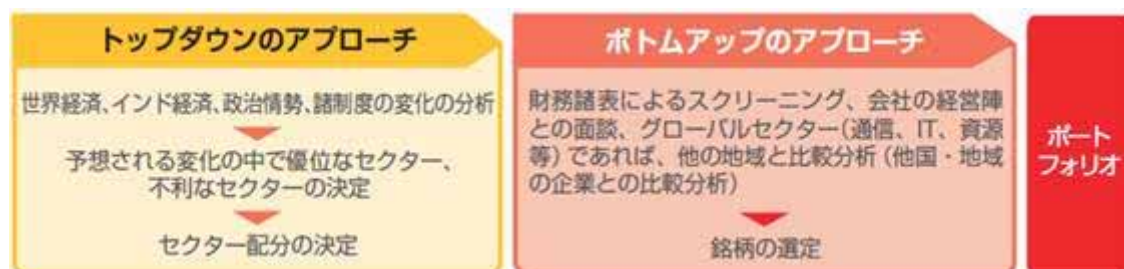 トップダウンのアプローチ
世界経済、インド経済、政治情勢、諸制度の変化の分析
予想される変化の中で優位なセクター、
不利なセクターの決定
セクター配分の決定
ボトムアップのアプローチ
財務諸表によるスクリーニング、会社の経営陣
との面談、グローバルセクター(通信、IT、資源
等)であれば、他の地域と比較分析(他国・地域
の企業との比較分析)
銘柄の選定
ポート
フォリオ